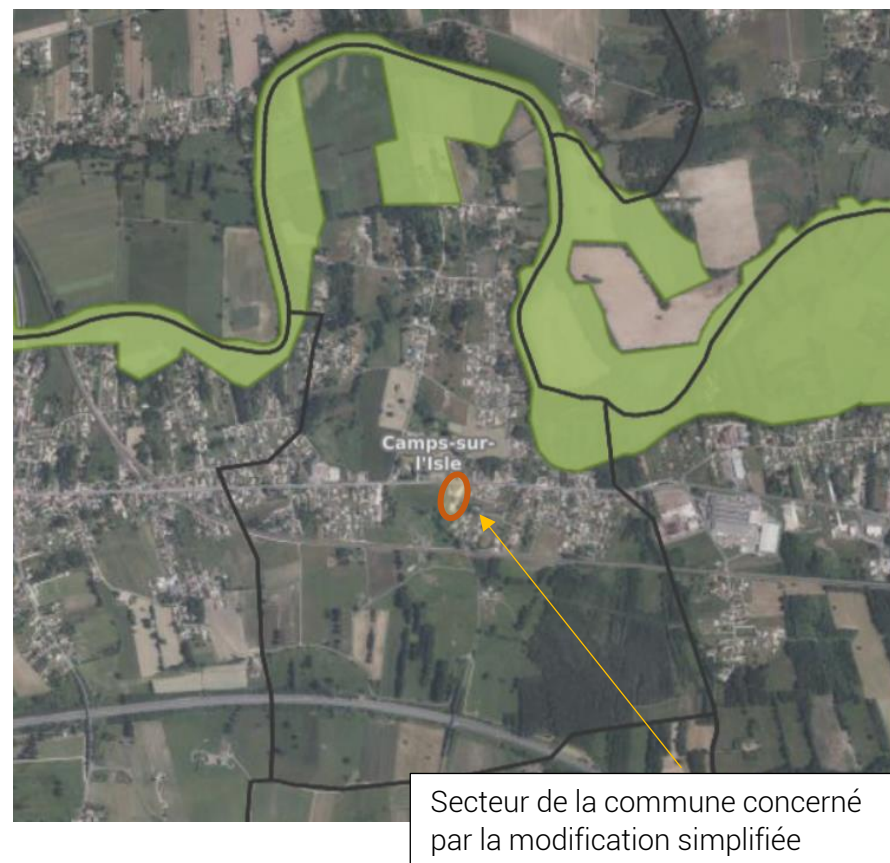 Camps-sur-
l'Isle
Secteur de la commune concerné
par la modification simplifiée